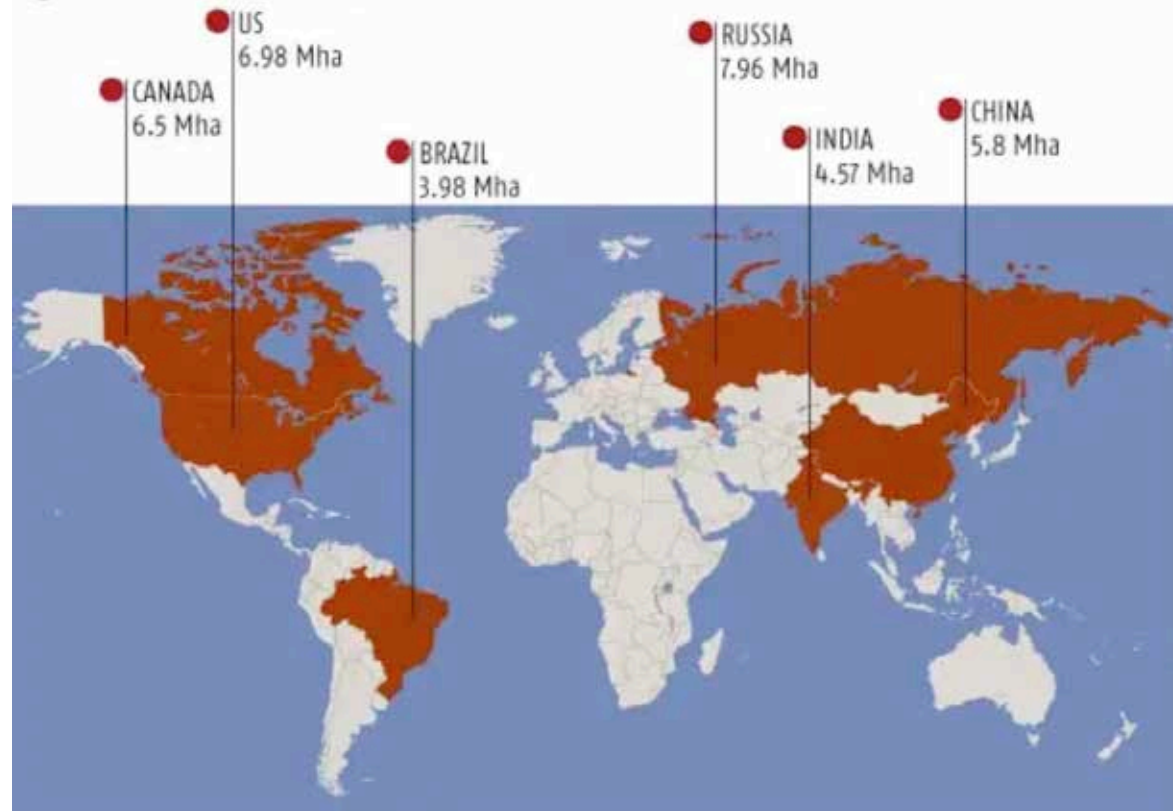 US
6.98 Mha
CANADA
6.5 Mha
BRAZIL
3.98 Mha
RUSSIA
7.96 Mha
INDIA
4.57 Mha
CHINA
5.8 Mha